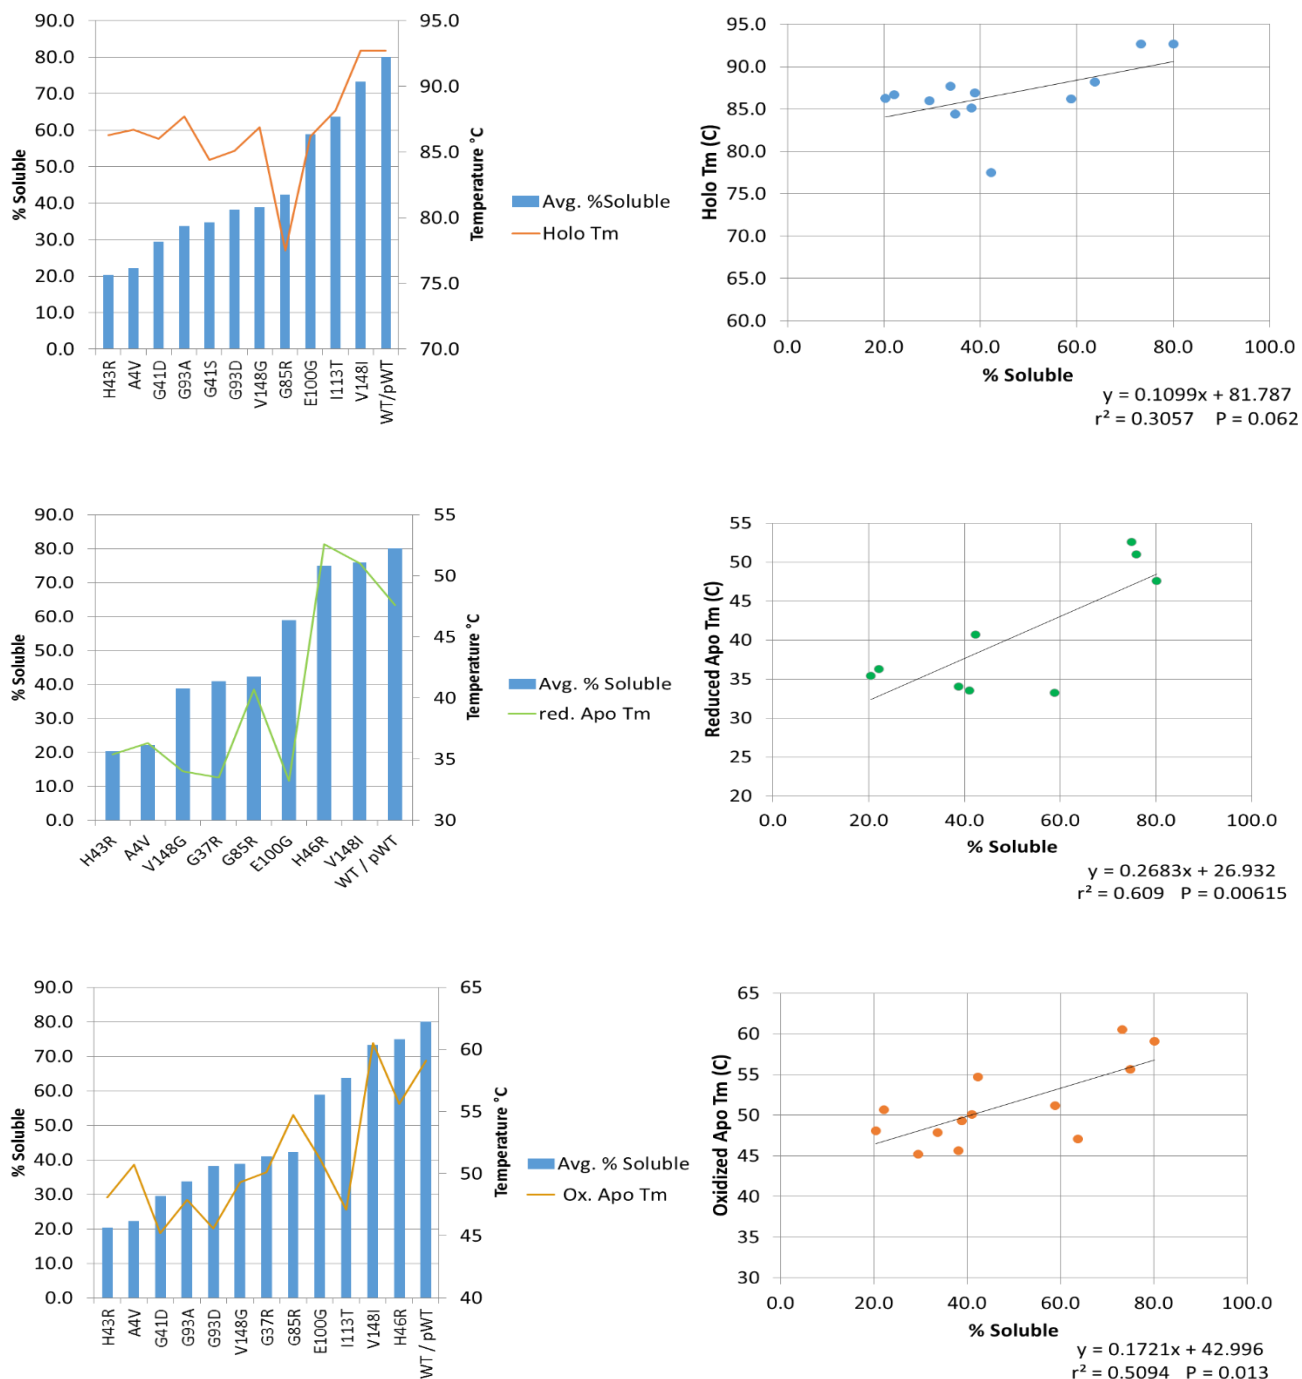 90.0
80.0
70.0
60.0
50.0
40.0
30.0
20.0
10.0
0.0
% Soluble
95.0
90.0
85.0
80.0
75.0
70.0
Temperature °C
H43R
A4V
G41D
G93A
G41S
G93D
V148G
G85R
E100G
I113T
V148I
WT/pWT
Avg. %Soluble
Holo Tm
95.0
90.0
85.0
80.0
75.0
70.0
65.0
60.0
Holo Tm (C)
0.0 20.0 40.0 60.0 80.0 100.0
% Soluble
y = 0.1099x + 81.787
r² = 0.3057 P = 0.062
90.0
80.0
70.0
60.0
50.0
40.0
30.0
20.0
10.0
0.0
% Soluble
55
50
45
40
35
30
Temperature °C
H43R
A4V
V148G
G37R
G85R
E100G
H46R
V148I
WT / pWT
Avg. % Soluble
red. Apo Tm
55
50
45
40
35
30
25
20
Reduced Apo Tm (C)
0.0 20.0 40.0 60.0 80.0 100.0
% Soluble
y = 0.2683x + 26.932
r² = 0.609 P = 0.00615
90.0
80.0
70.0
60.0
50.0
40.0
30.0
20.0
10.0
0.0
% Soluble
65
60
55
50
45
40
Temperature °C
H43R
A4V
G41D
G93A
G93D
V148G
G37R
G85R
E100G
I113T
V148I
H46R
WT / pWT
Avg. % Soluble
Ox. Apo Tm
65
60
55
50
45
40
35
30
Oxidized Apo Tm (C)
0.0 20.0 40.0 60.0 80.0 100.0
% Soluble
y = 0.1721x + 42.996
r² = 0.5094 P = 0.013